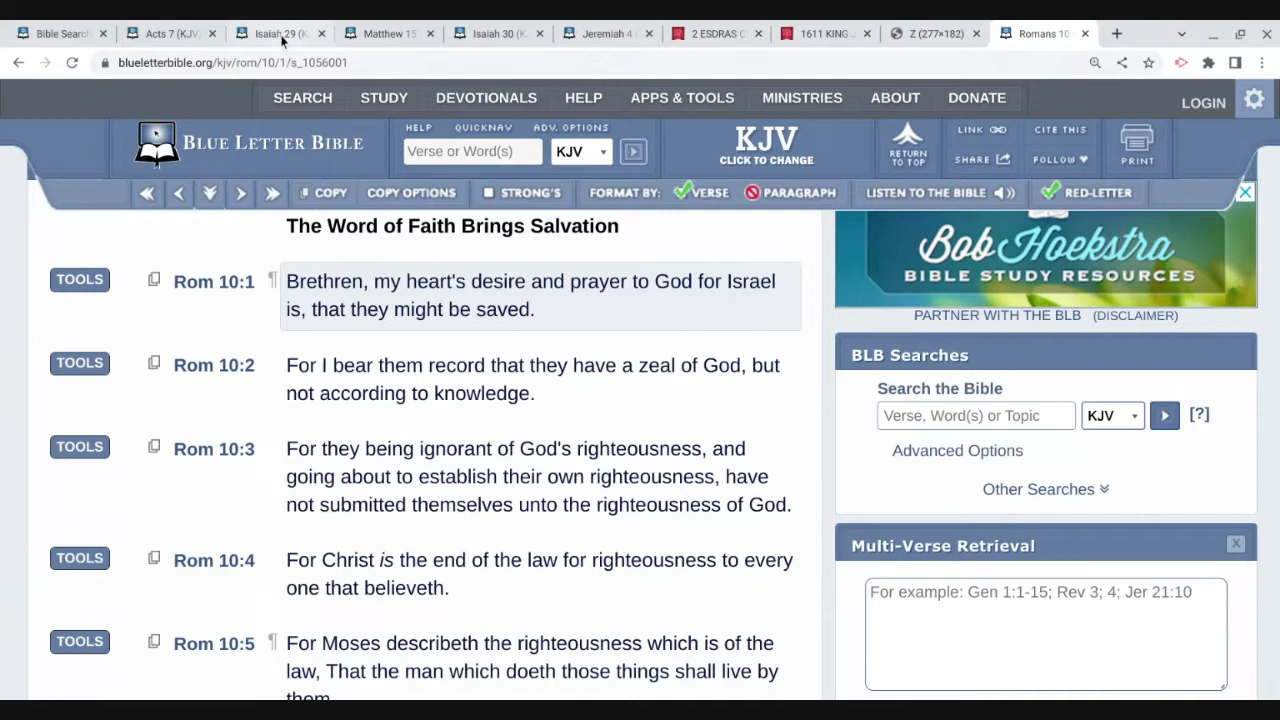 Bible Search
Acts 7 (KJV)
Isaiah 29 (K
Matthew 15
Isaiah 30 (K
Jeremiah 4 (
2 ESDRAS C
1611 KING J
Z (277×182)
Romans 10
blueletterbible.org/kjv/rom/10/1/s_1056001
SEARCH STUDY DEVOTIONALS HELP APPS & TOOLS MINISTRIES ABOUT DONATE LOGIN
BLUE LETTER BIBLE
HELP QUICKNAV ADV. OPTIONS
Verse or Word(s) KJV
KJV
CLICK TO CHANGE
RETURN
TO TOP
LINK CITE THIS
SHARE FOLLOW
PRINT
COPY COPY OPTIONS STRONG'S FORMAT BY: VERSE PARAGRAPH LISTEN TO THE BIBLE RED-LETTER
The Word of Faith Brings Salvation
TOOLS Rom 10:1 ¶ Brethren, my heart's desire and prayer to God for Israel
is, that they might be saved.
TOOLS Rom 10:2 For I bear them record that they have a zeal of God, but
not according to knowledge.
TOOLS Rom 10:3 For they being ignorant of God's righteousness, and
going about to establish their own righteousness, have
not submitted themselves unto the righteousness of God.
TOOLS Rom 10:4 For Christ is the end of the law for righteousness to every
one that believeth.
TOOLS Rom 10:5 ¶ For Moses describeth the righteousness which is of the
law, That the man which doeth those things shall live by
them.
Bob Hoekstra
BIBLE STUDY RESOURCES
PARTNER WITH THE BLB (DISCLAIMER)
BLB Searches
Search the Bible
Verse, Word(s) or Topic KJV [?]
Advanced Options
Other Searches
Multi-Verse Retrieval X
For example: Gen 1:1-15; Rev 3; 4; Jer 21:10